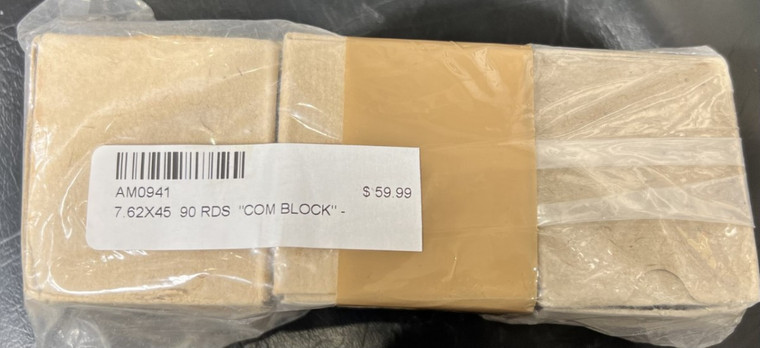 AM0941 $ 59.99
7.62X45 90 RDS "COM BLOCK" -